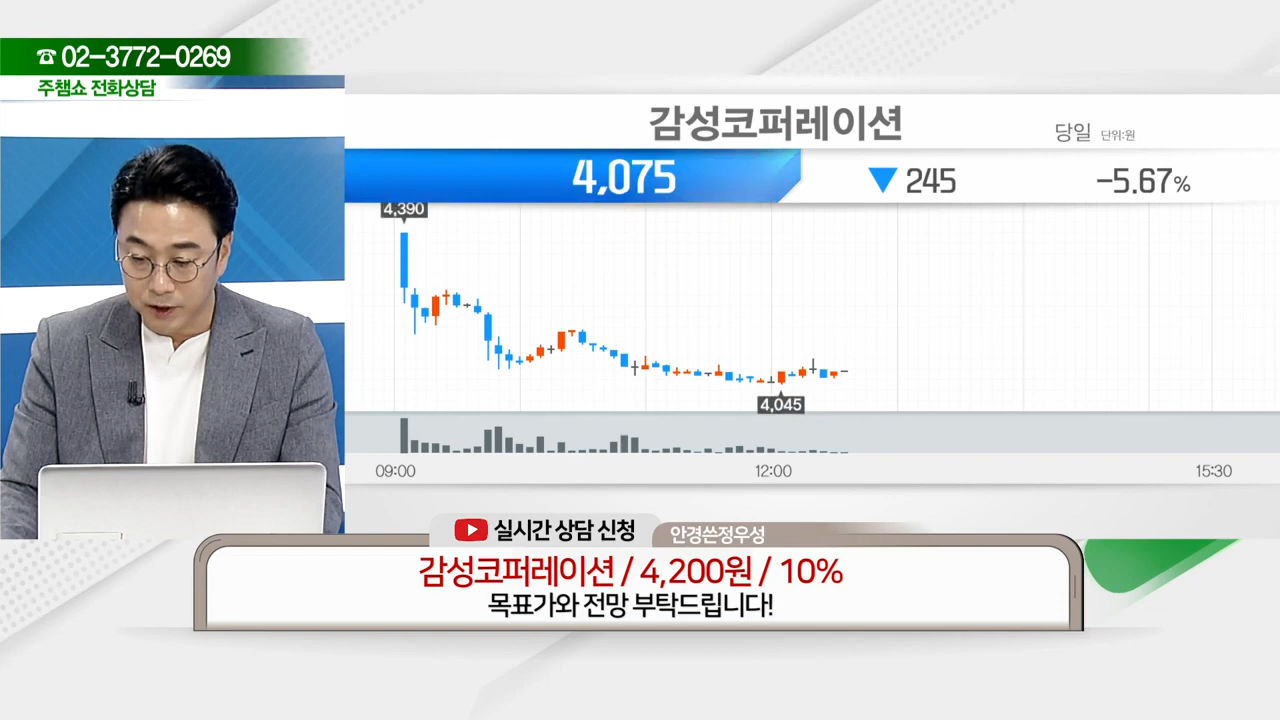 ☎ 02-3772-0269
주챔쇼 전화상담
감성코퍼레이션
당일 단위:원
4,075 ▼ 245 -5.67%
4,390
4,045
09:00 12:00 15:30
실시간 상담 신청 안경쓴정우성
감성코퍼레이션 / 4,200원 / 10%
목표가와 전망 부탁드립니다!